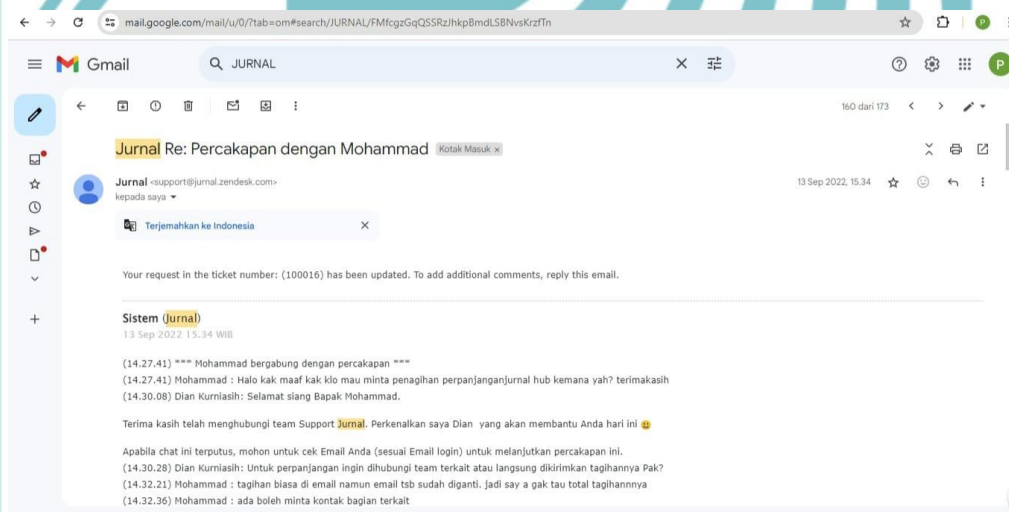 mail.google.com/mail/u/0/?tab=om#search/JURNAL/FMfcgzGqQSSRzJhkpBmdLSBNvsKrzfTn
P
Gmail
JURNAL
P
160 dari 173
Jurnal Re: Percakapan dengan Mohammad Kotak Masuk x
Jurnal <support@jurnal.zendesk.com>
13 Sep 2022, 15.34
kepada saya
Terjemahkan ke Indonesia
Your request in the ticket number: (100016) has been updated. To add additional comments, reply this email.
Sistem (Jurnal)
13 Sep 2022 15.34 WIB
(14.27.41) *** Mohammad bergabung dengan percakapan ***
(14.27.41) Mohammad : Halo kak maaf kak klo mau minta penagihan perpanjanganjurnal hub kemana yah? terimakasih
(14.30.08) Dian Kurniasih: Selamat siang Bapak Mohammad.
Terima kasih telah menghubungi team Support Jurnal. Perkenalkan saya Dian yang akan membantu Anda hari ini 😃
Apabila chat ini terputus, mohon untuk cek Email Anda (sesuai Email login) untuk melanjutkan percakapan ini.
(14.30.28) Dian Kurniasih: Untuk perpanjangan ingin dihubungi team terkait atau langsung dikirimkan tagihannya Pak?
(14.32.21) Mohammad : tagihan biasa di email namun email tsb sudah diganti. jadi say a gak tau total tagihannnya
(14.32.36) Mohammad : ada boleh minta kontak bagian terkait